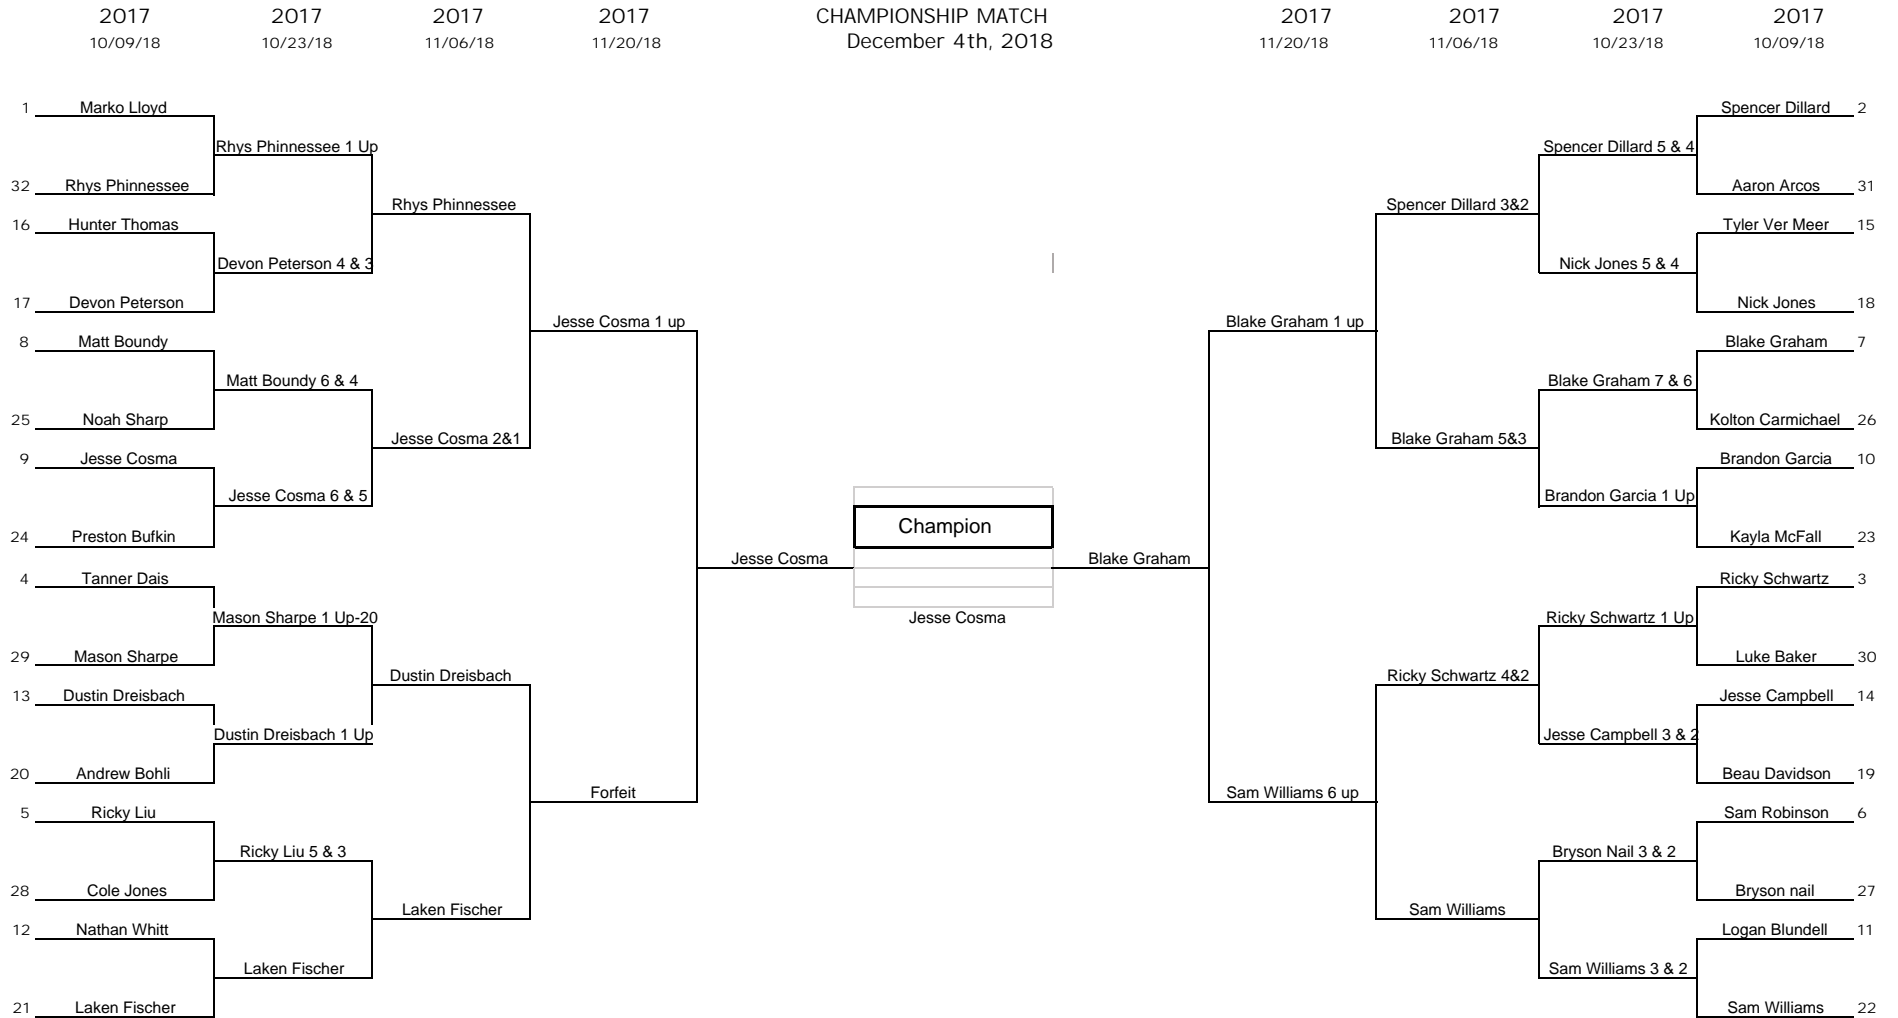 2017 2017 2017 2017 CHAMPIONSHIP MATCH 2017 2017 2017 2017
10/09/18 10/23/18 11/06/18 11/20/18 December 4th, 2018 11/20/18 11/06/18 10/23/18 10/09/18
1 Marko Lloyd Spencer Dillard 2
Rhys Phinnessee 1 Up Spencer Dillard 5 & 4
32 Rhys Phinnessee Aaron Arcos 31
Rhys Phinnessee Spencer Dillard 3&2
16 Hunter Thomas Tyler Ver Meer 15
Devon Peterson 4 & 3 Nick Jones 5 & 4
17 Devon Peterson Nick Jones 18
Jesse Cosma 1 up Blake Graham 1 up
8 Matt Boundy Blake Graham 7
Matt Boundy 6 & 4 Blake Graham 7 & 6
25 Noah Sharp Kolton Carmichael 26
Jesse Cosma 2&1 Blake Graham 5&3
9 Jesse Cosma Brandon Garcia 10
Jesse Cosma 6 & 5 Brandon Garcia 1 Up
Champion
24 Preston Bufkin Kayla McFall 23
Jesse Cosma Blake Graham
4 Tanner Dais Ricky Schwartz 3
Mason Sharpe 1 Up-20 Jesse Cosma Ricky Schwartz 1 Up
29 Mason Sharpe Luke Baker 30
Dustin Dreisbach Ricky Schwartz 4&2
13 Dustin Dreisbach Jesse Campbell 14
Dustin Dreisbach 1 Up Jesse Campbell 3 & 2
20 Andrew Bohli Beau Davidson 19
Forfeit Sam Williams 6 up
5 Ricky Liu Sam Robinson 6
Ricky Liu 5 & 3 Bryson Nail 3 & 2
28 Cole Jones Bryson nail 27
Laken Fischer Sam Williams
12 Nathan Whitt Logan Blundell 11
Laken Fischer Sam Williams 3 & 2
21 Laken Fischer Sam Williams 22